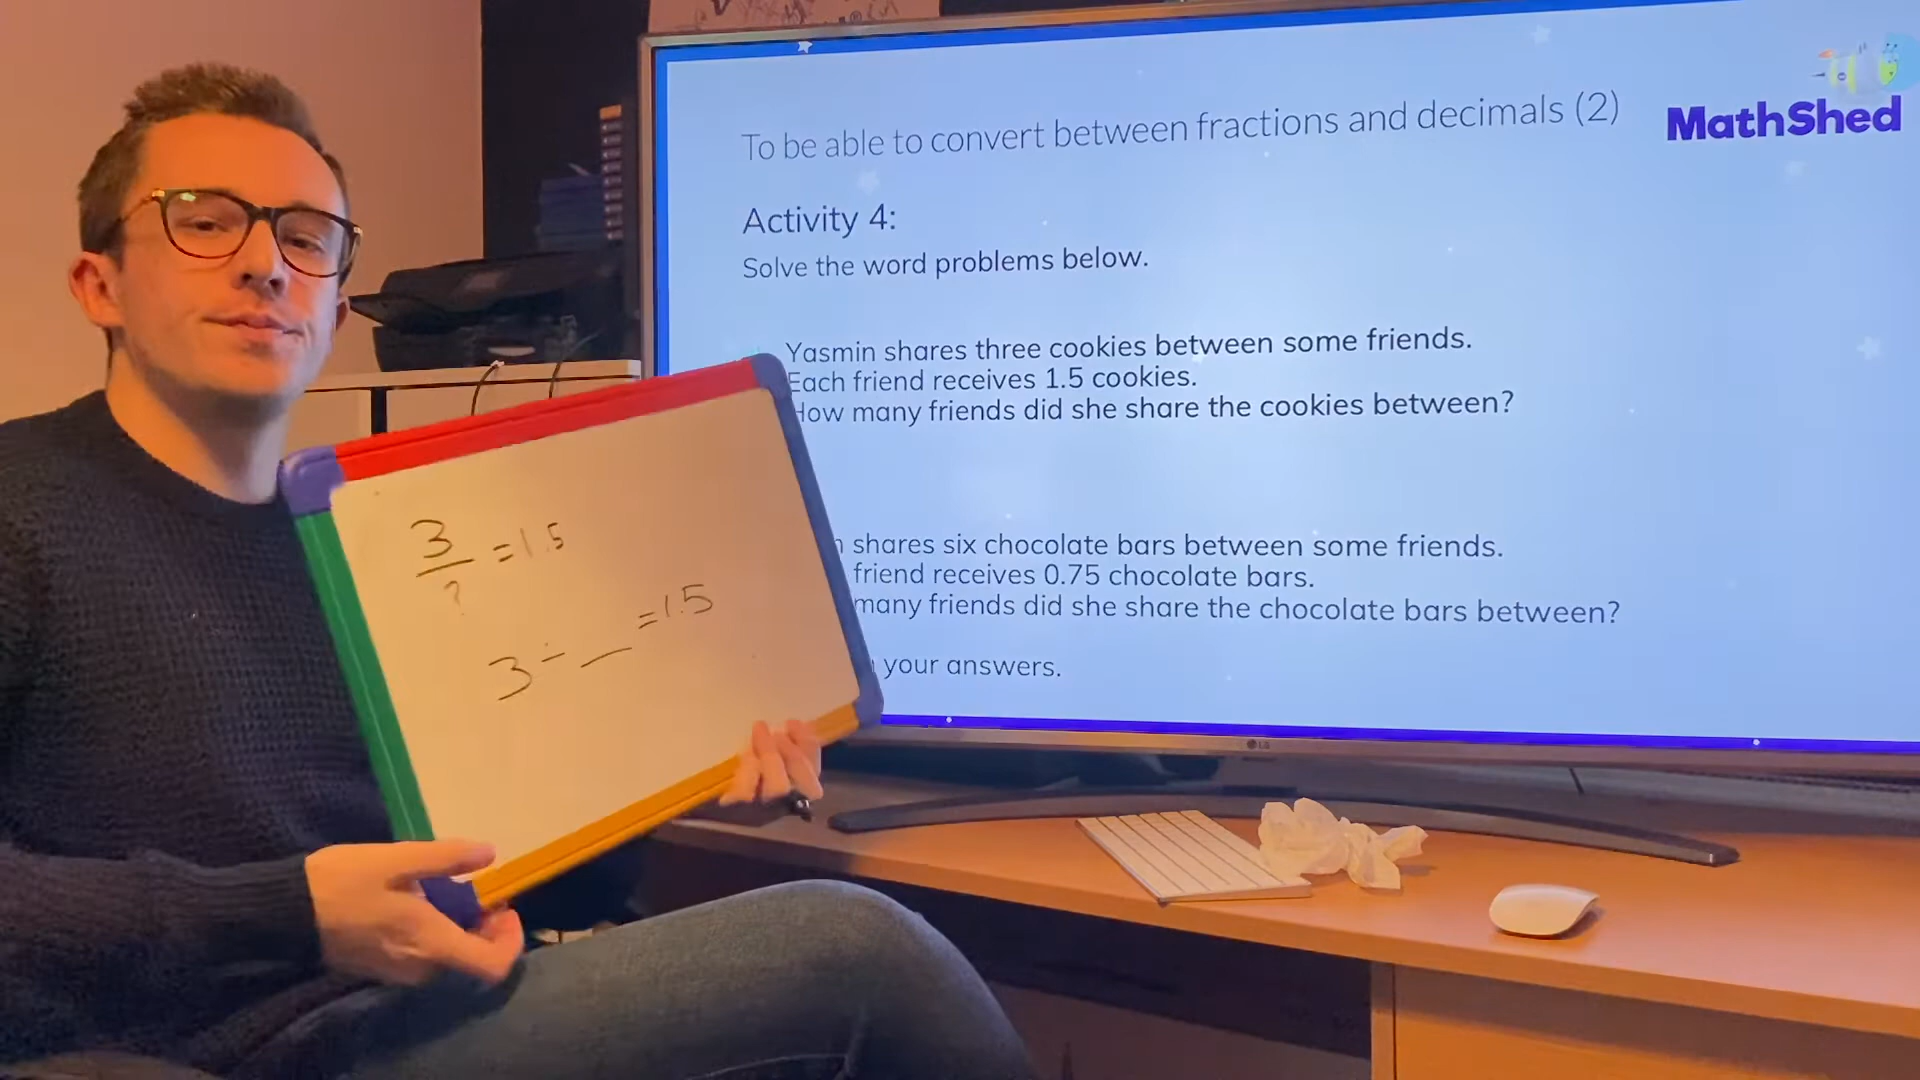 To be able to convert between fractions and decimals (2)
MathShed
Activity 4:
Solve the word problems below.
Yasmin shares three cookies between some friends.
Each friend receives 1.5 cookies.
How many friends did she share the cookies between?
shares six chocolate bars between some friends.
friend receives 0.75 chocolate bars.
many friends did she share the chocolate bars between?
your answers.
3/? = 1.5
3 ÷ _ = 1.5
LG